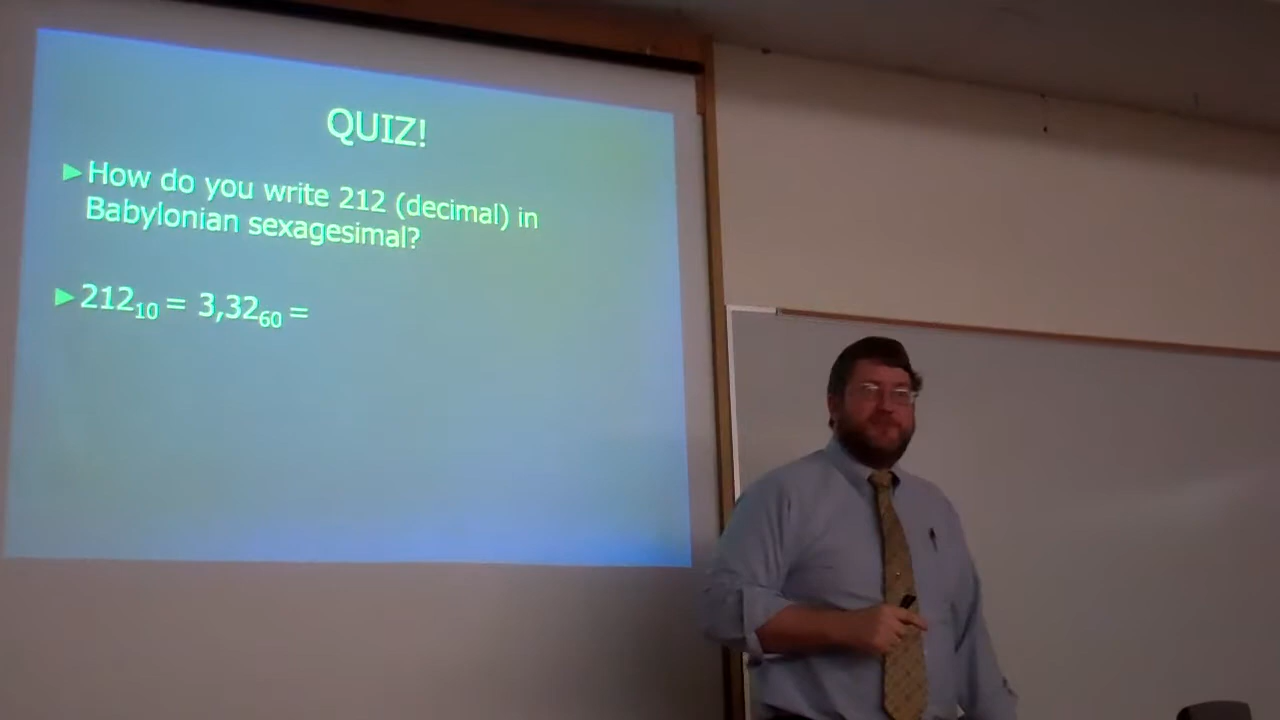 QUIZ!
►How do you write 212 (decimal) in
Babylonian sexagesimal?
►212₁₀ = 3,32₆₀ =